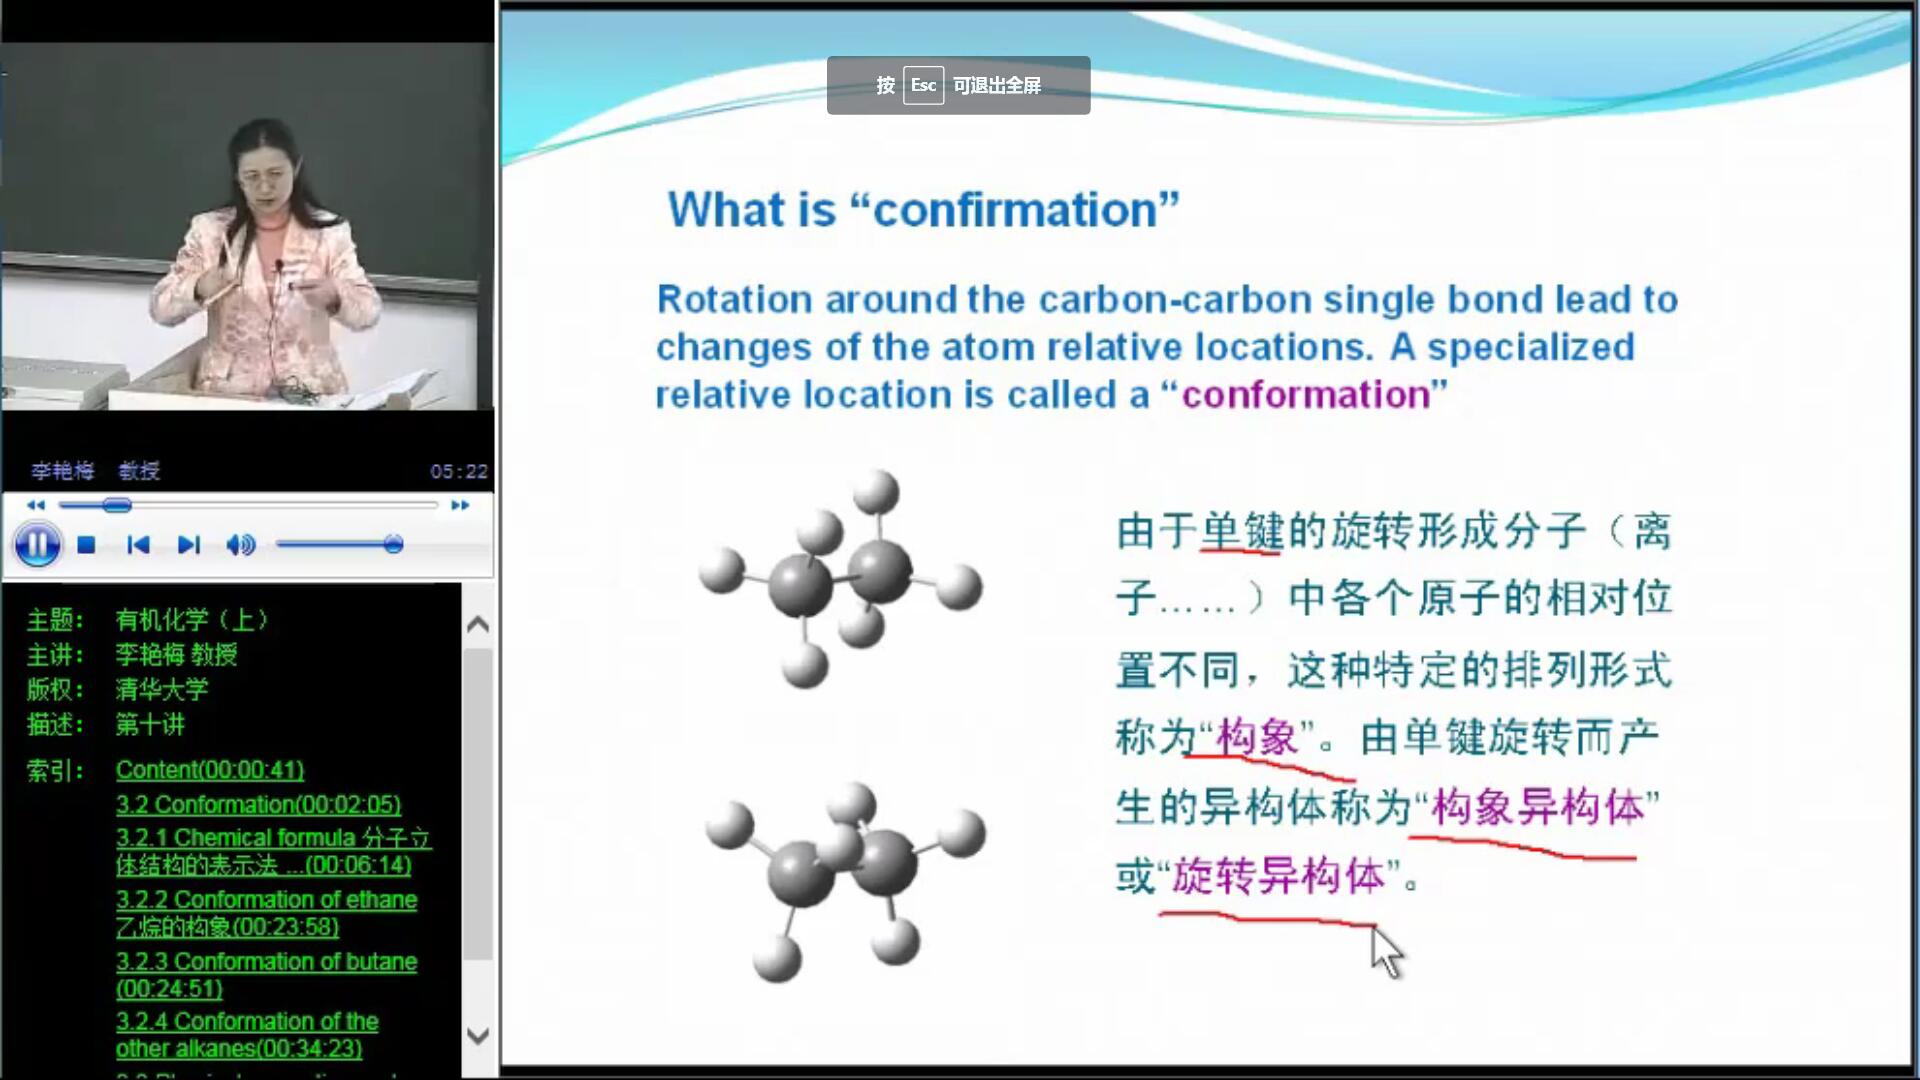 按 Esc 可退出全屏
李艳梅 教授 05:22
主题： 有机化学（上）
主讲： 李艳梅 教授
版权： 清华大学
描述： 第十讲
索引： Content(00:00:41)
3.2 Conformation(00:02:05)
3.2.1 Chemical formula 分子立
体结构的表示法 ...(00:06:14)
3.2.2 Conformation of ethane
乙烷的构象(00:23:58)
3.2.3 Conformation of butane
(00:24:51)
3.2.4 Conformation of the
other alkanes(00:34:23)
What is “confirmation”
Rotation around the carbon-carbon single bond lead to
changes of the atom relative locations. A specialized
relative location is called a “conformation”
由于单键的旋转形成分子（离
子……）中各个原子的相对位
置不同，这种特定的排列形式
称为“构象”。由单键旋转而产
生的异构体称为“构象异构体”
或“旋转异构体”。